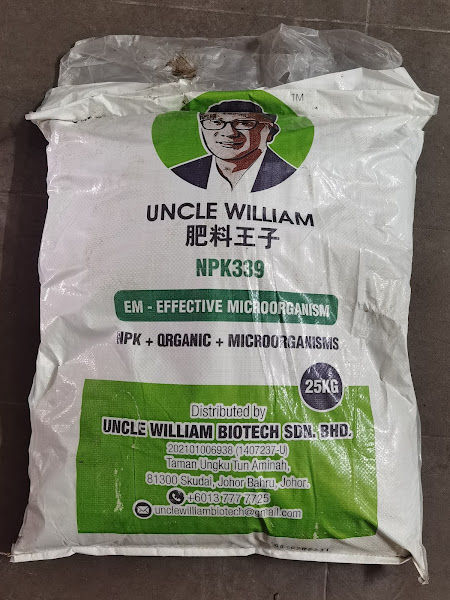 TM
UNCLE WILLIAM
肥料王子
NPK339
EM - EFFECTIVE MICROORGANISM
NPK + ORGANIC + MICROORGANISMS
25KG
Distributed by
UNCLE WILLIAM BIOTECH SDN. BHD.
202101006938 (1407237-U)
Taman Ungku Tun Aminah,
81300 Skudai, Johor Bahru, Johor.
+6013 777 7725
unclewilliambiotech@gmail.com